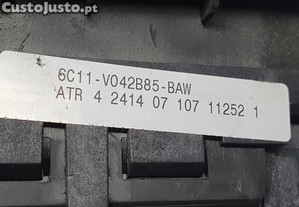 CustoJusto.pt
6C11-V042B85-BAW
ATR 4 2414 07 107 11252 1